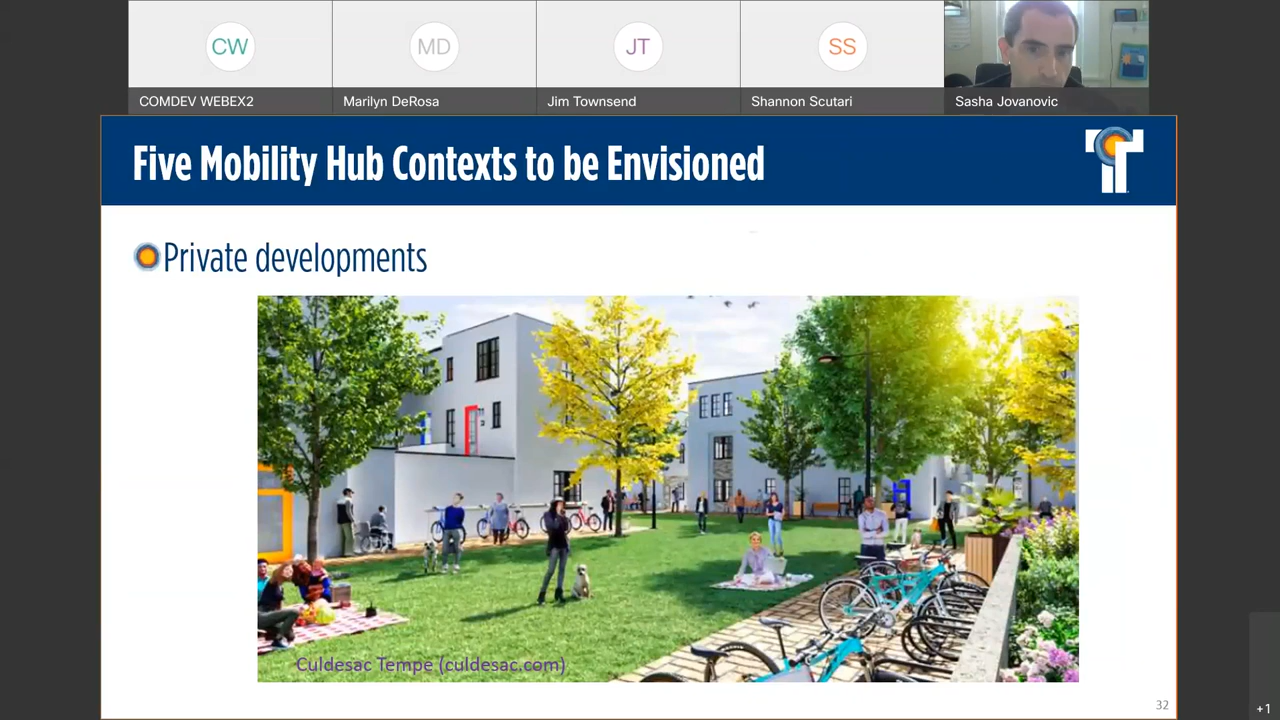 CW
MD
JT
SS
COMDEV WEBEX2
Marilyn DeRosa
Jim Townsend
Shannon Scutari
Sasha Jovanovic
Five Mobility Hub Contexts to be Envisioned
T
Private developments
Culdesac Tempe (culdesac.com)
32
+1